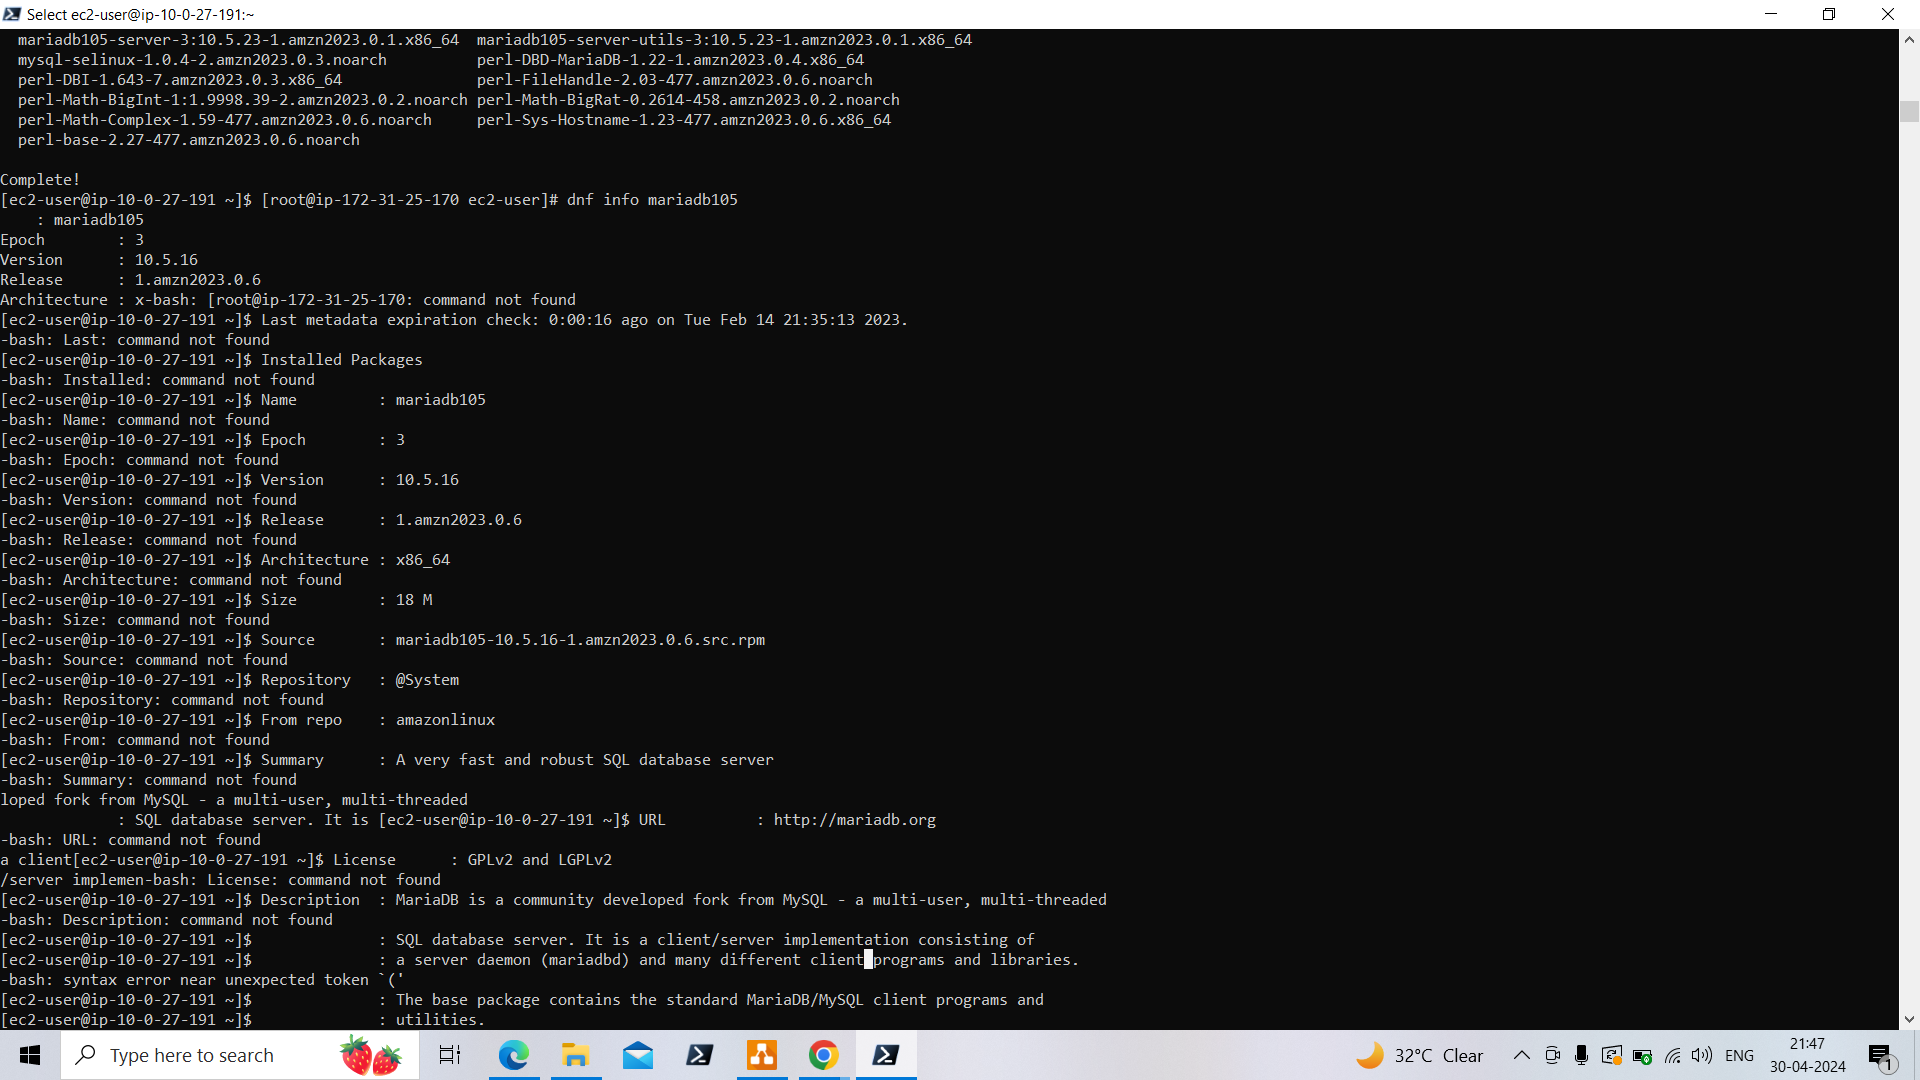 Select ec2-user@ip-10-0-27-191:~
mariadb105-server-3:10.5.23-1.amzn2023.0.1.x86_64  mariadb105-server-utils-3:10.5.23-1.amzn2023.0.1.x86_64
mysql-selinux-1.0.4-2.amzn2023.0.3.noarch          perl-DBD-MariaDB-1.22-1.amzn2023.0.4.x86_64
perl-DBI-1.643-7.amzn2023.0.3.x86_64               perl-FileHandle-2.03-477.amzn2023.0.6.noarch
perl-Math-BigInt-1:1.9998.39-2.amzn2023.0.2.noarch perl-Math-BigRat-0.2614-458.amzn2023.0.2.noarch
perl-Math-Complex-1.59-477.amzn2023.0.6.noarch     perl-Sys-Hostname-1.23-477.amzn2023.0.6.x86_64
perl-base-2.27-477.amzn2023.0.6.noarch
Complete!
[ec2-user@ip-10-0-27-191 ~]$ [root@ip-172-31-25-170 ec2-user]# dnf info mariadb105
    : mariadb105
Epoch        : 3
Version      : 10.5.16
Release      : 1.amzn2023.0.6
Architecture : x-bash: [root@ip-172-31-25-170: command not found
[ec2-user@ip-10-0-27-191 ~]$ Last metadata expiration check: 0:00:16 ago on Tue Feb 14 21:35:13 2023.
-bash: Last: command not found
[ec2-user@ip-10-0-27-191 ~]$ Installed Packages
-bash: Installed: command not found
[ec2-user@ip-10-0-27-191 ~]$ Name         : mariadb105
-bash: Name: command not found
[ec2-user@ip-10-0-27-191 ~]$ Epoch        : 3
-bash: Epoch: command not found
[ec2-user@ip-10-0-27-191 ~]$ Version      : 10.5.16
-bash: Version: command not found
[ec2-user@ip-10-0-27-191 ~]$ Release      : 1.amzn2023.0.6
-bash: Release: command not found
[ec2-user@ip-10-0-27-191 ~]$ Architecture : x86_64
-bash: Architecture: command not found
[ec2-user@ip-10-0-27-191 ~]$ Size         : 18 M
-bash: Size: command not found
[ec2-user@ip-10-0-27-191 ~]$ Source       : mariadb105-10.5.16-1.amzn2023.0.6.src.rpm
-bash: Source: command not found
[ec2-user@ip-10-0-27-191 ~]$ Repository   : @System
-bash: Repository: command not found
[ec2-user@ip-10-0-27-191 ~]$ From repo    : amazonlinux
-bash: From: command not found
[ec2-user@ip-10-0-27-191 ~]$ Summary      : A very fast and robust SQL database server
-bash: Summary: command not found
loped fork from MySQL - a multi-user, multi-threaded
             : SQL database server. It is [ec2-user@ip-10-0-27-191 ~]$ URL          : http://mariadb.org
-bash: URL: command not found
a client[ec2-user@ip-10-0-27-191 ~]$ License      : GPLv2 and LGPLv2
/server implemen-bash: License: command not found
[ec2-user@ip-10-0-27-191 ~]$ Description  : MariaDB is a community developed fork from MySQL - a multi-user, multi-threaded
-bash: Description: command not found
[ec2-user@ip-10-0-27-191 ~]$              : SQL database server. It is a client/server implementation consisting of
[ec2-user@ip-10-0-27-191 ~]$              : a server daemon (mariadbd) and many different client programs and libraries.
-bash: syntax error near unexpected token `('
[ec2-user@ip-10-0-27-191 ~]$              : The base package contains the standard MariaDB/MySQL client programs and
[ec2-user@ip-10-0-27-191 ~]$              : utilities.
Type here to search
32°C Clear
ENG
21:47
30-04-2024
1